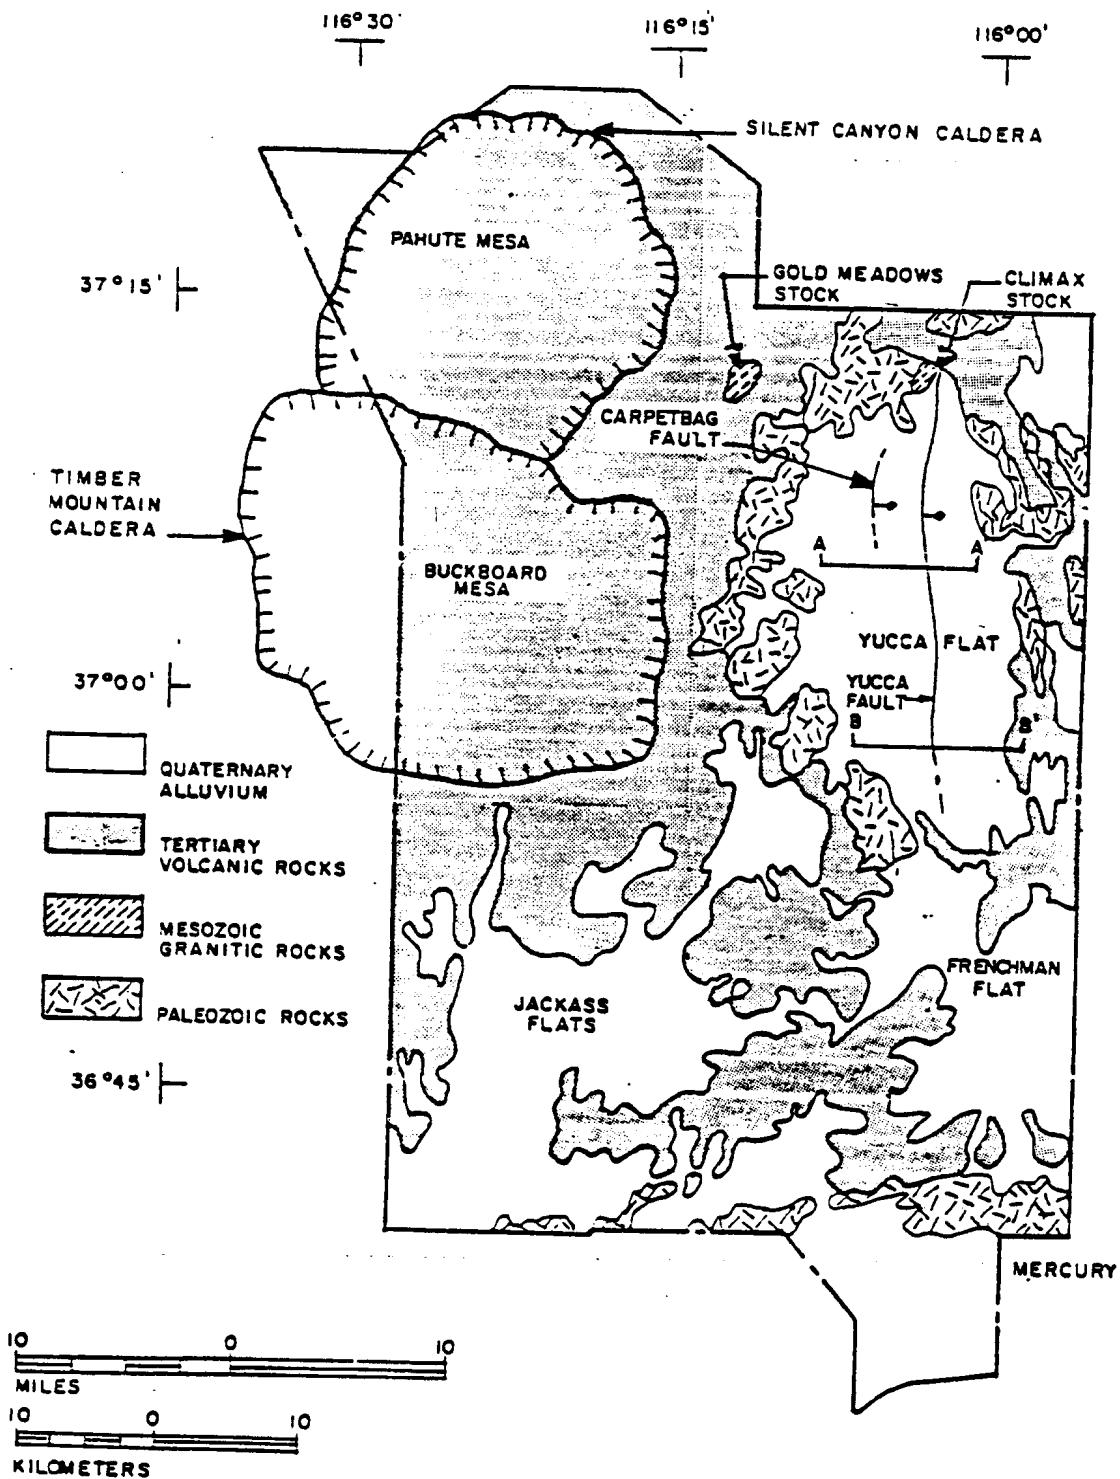 116°30'
116°15'
116°00'
SILENT CANYON CALDERA
PAHUTE MESA
37°15'
GOLD MEADOWS
STOCK
CLIMAX
STOCK
CARPETBAG
FAULT
TIMBER
MOUNTAIN
CALDERA
A
A'
BUCKBOARD
MESA
YUCCA FLAT
37°00'
YUCCA
FAULT
B
B'
QUATERNARY
ALLUVIUM
TERTIARY
VOLCANIC ROCKS
MESOZOIC
GRANITIC ROCKS
PALEOZOIC ROCKS
FRENCHMAN
FLAT
JACKASS
FLATS
36°45'
MERCURY
10 0 10
MILES
10 0 10
KILOMETERS